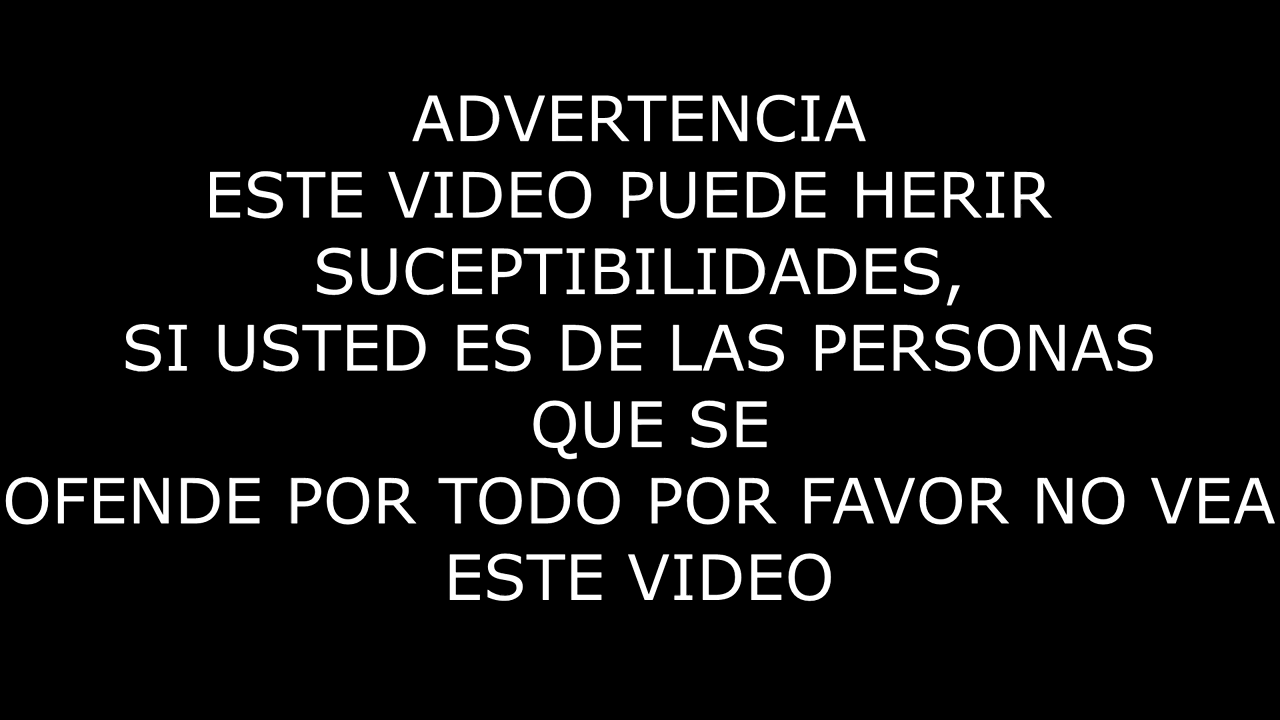 ADVERTENCIA
ESTE VIDEO PUEDE HERIR
SUCEPTIBILIDADES,
SI USTED ES DE LAS PERSONAS
QUE SE
OFENDE POR TODO POR FAVOR NO VEA
ESTE VIDEO